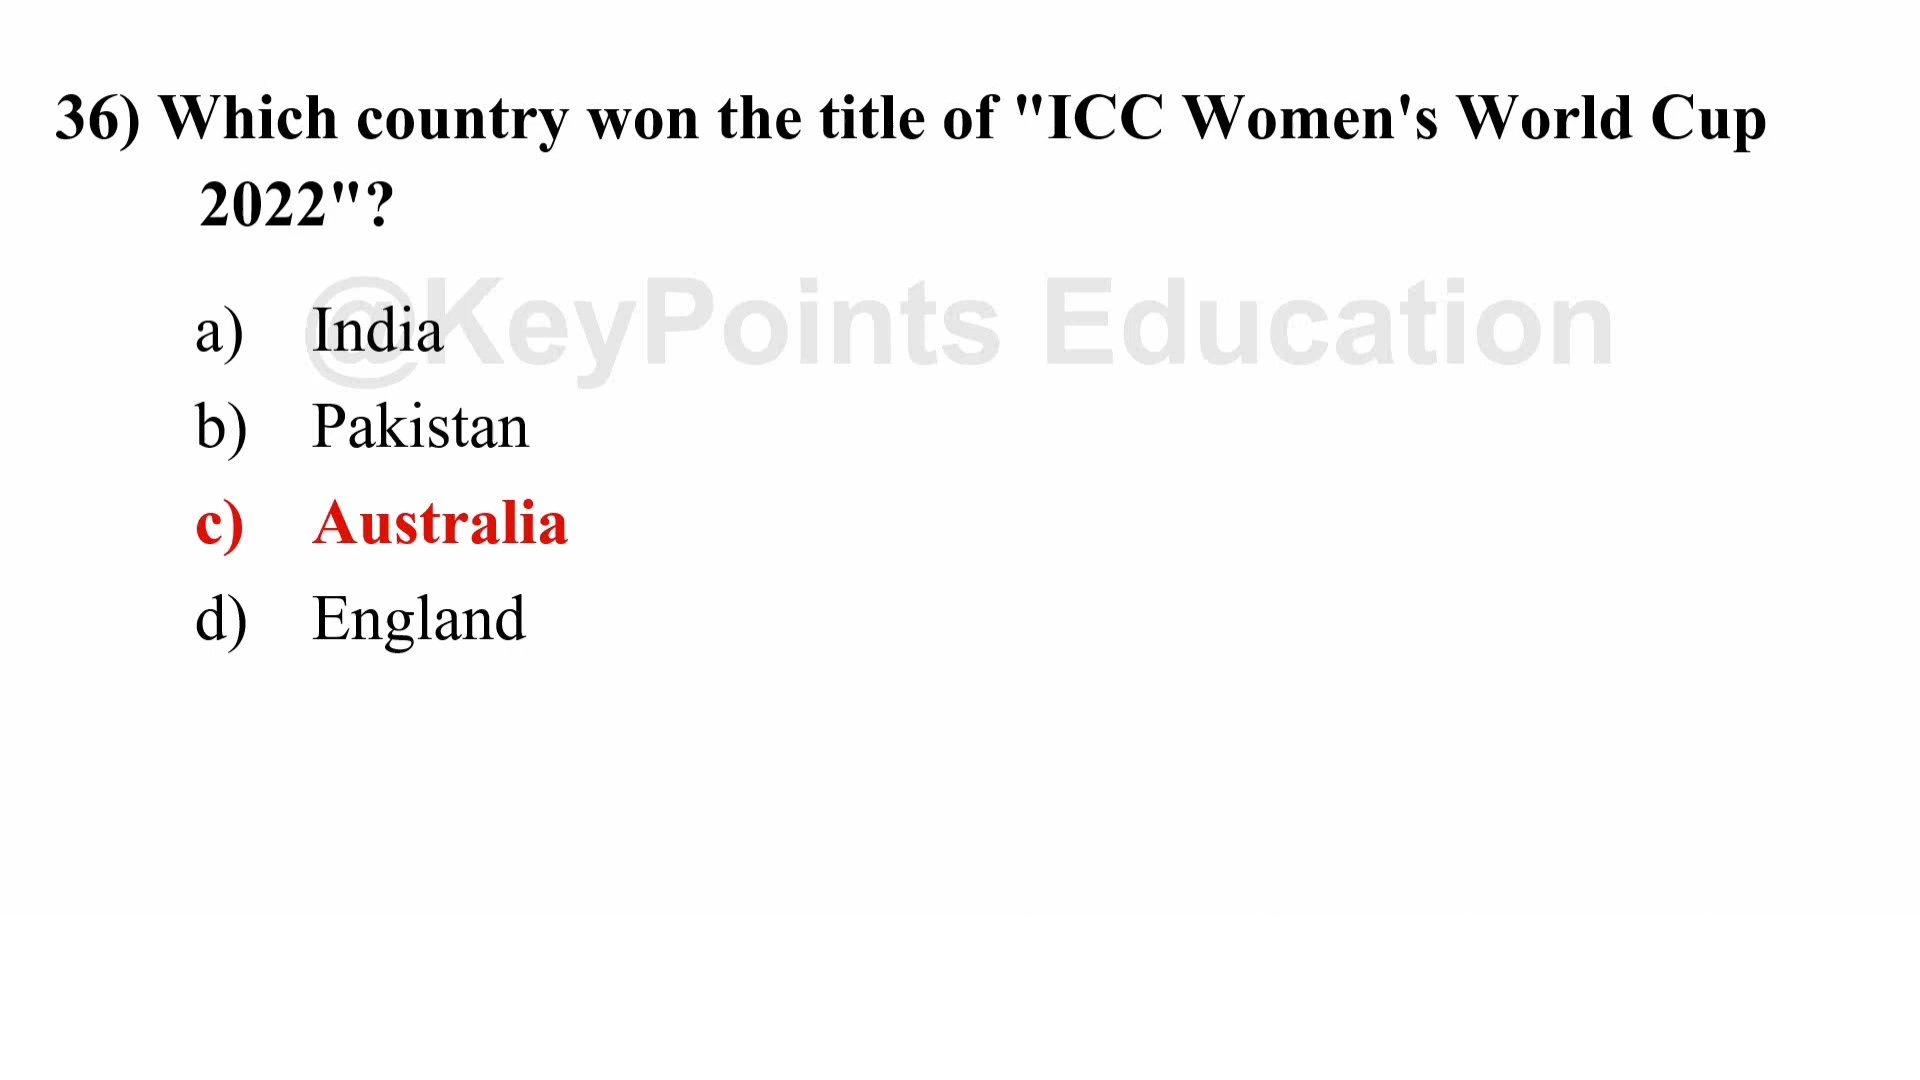 36) Which country won the title of "ICC Women's World Cup
2022"?
@KeyPoints Education
a) India
b) Pakistan
c) Australia
d) England